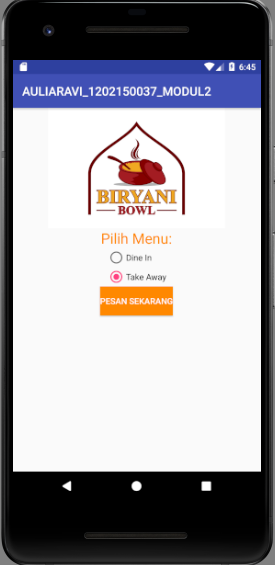 6:45
AULIARAVI_1202150037_MODUL2
BIRYANI
BOWL
Pilih Menu:
Dine In
Take Away
PESAN SEKARANG